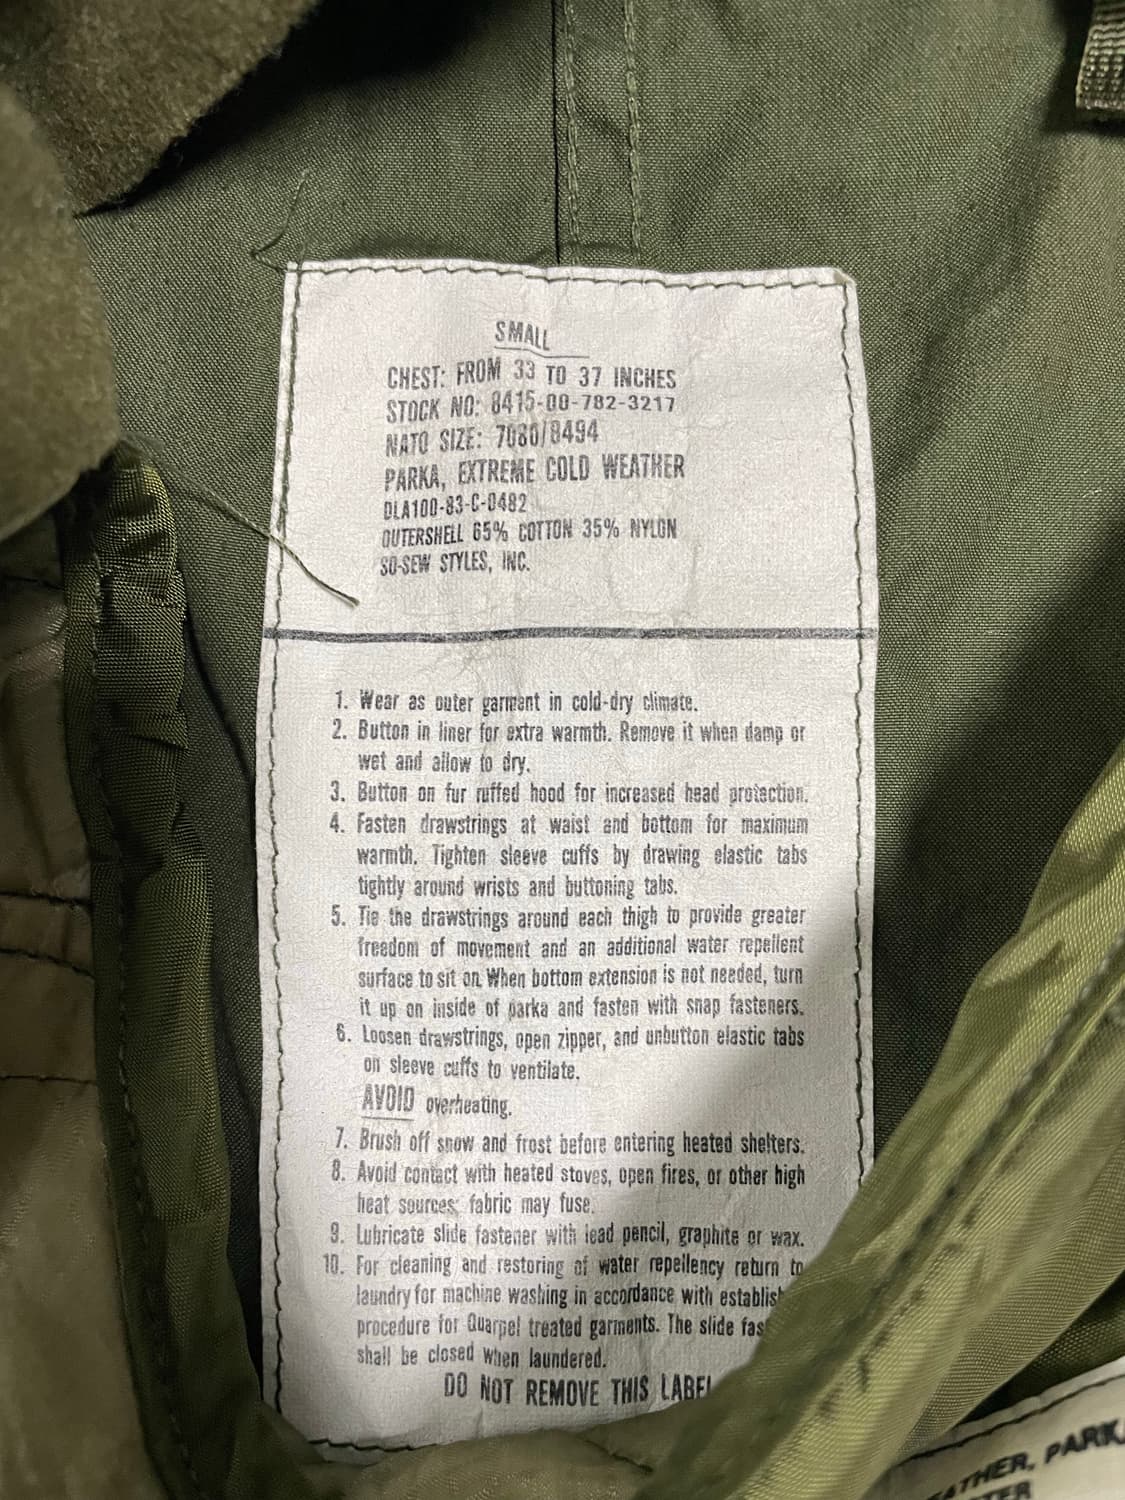 SMALL
CHEST: FROM 33 TO 37 INCHES
STOCK NO: 8415-00-782-3217
NATO SIZE: 7080/8494
PARKA, EXTREME COLD WEATHER
DLA100-83-C-0482
OUTERSHELL 65% COTTON 35% NYLON
SO-SEW STYLES, INC.
1. Wear as outer garment in cold-dry climate.
2. Button in liner for extra warmth. Remove it when damp or
wet and allow to dry.
3. Button on fur ruffed hood for increased head protection.
4. Fasten drawstrings at waist and bottom for maximum
warmth. Tighten sleeve cuffs by drawing elastic tabs
tightly around wrists and buttoning tabs.
5. Tie the drawstrings around each thigh to provide greater
freedom of movement and an additional water repellent
surface to sit on. When bottom extension is not needed, turn
it up on inside of parka and fasten with snap fasteners.
6. Loosen drawstrings, open zipper, and unbutton elastic tabs
on sleeve cuffs to ventilate.
AVOID overheating.
7. Brush off snow and frost before entering heated shelters.
8. Avoid contact with heated stoves, open fires, or other high
heat sources; fabric may fuse.
9. Lubricate slide fastener with lead pencil, graphite or wax.
10. For cleaning and restoring of water repellency return to
laundry for machine washing in accordance with establish
procedure for Quarpel treated garments. The slide fas
shall be closed when laundered.
DO NOT REMOVE THIS LABEL
ATHER, PARKA
TER